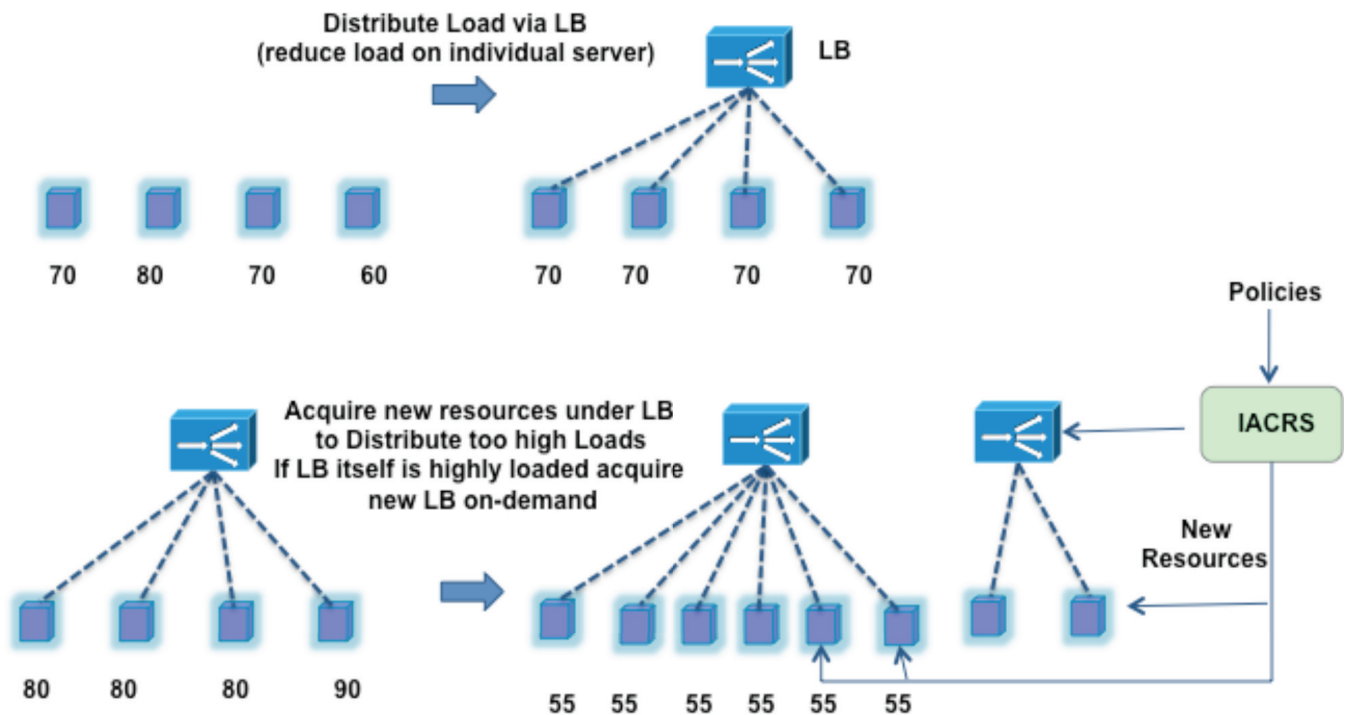 Distribute Load via LB
(reduce load on individual server)
LB
70 80 70 60
70 70 70 70
Policies
Acquire new resources under LB
to Distribute too high Loads
If LB itself is highly loaded acquire
new LB on-demand
IACRS
New
Resources
80 80 80 90
55 55 55 55 55 55